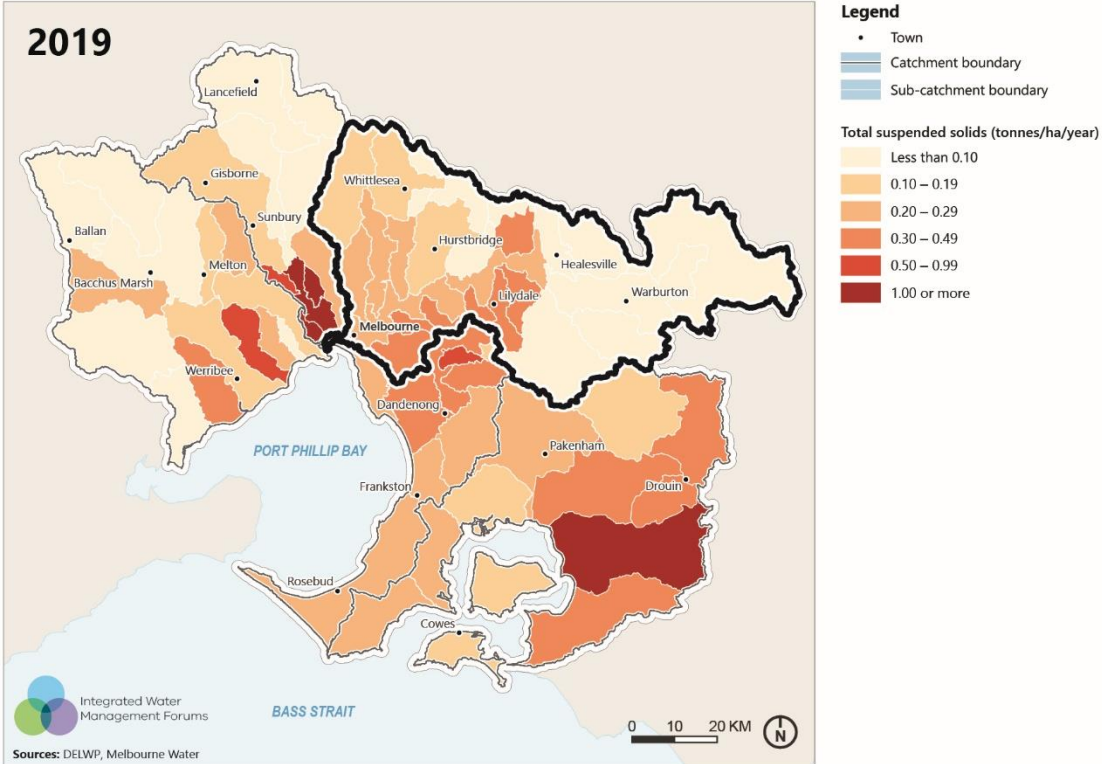 2019
Lancefield
Gisborne
Whittlesea
Sunbury
Ballan
Hurstbridge
Healesville
Melton
Bacchus Marsh
Lilydale
Warburton
Melbourne
Werribee
Dandenong
PORT PHILLIP BAY
Pakenham
Frankston
Drouin
Rosebud
Cowes
Integrated Water
Management Forums
BASS STRAIT
0 10 20 KM
N
Sources: DELWP, Melbourne Water
Legend
Town
Catchment boundary
Sub-catchment boundary
Total suspended solids (tonnes/ha/year)
Less than 0.10
0.10 – 0.19
0.20 – 0.29
0.30 – 0.49
0.50 – 0.99
1.00 or more